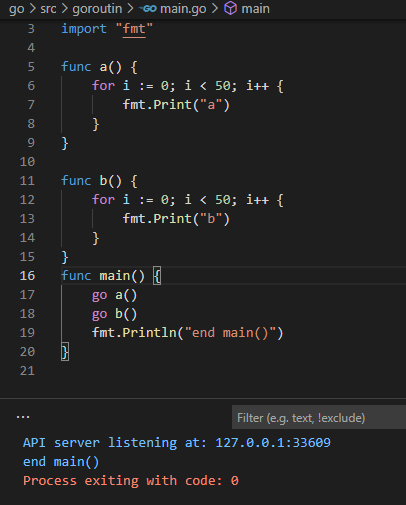 go > src > goroutin > main.go > main
3 import "fmt"
4
5 func a() {
6     for i := 0; i < 50; i++ {
7         fmt.Print("a")
8     }
9 }
10
11 func b() {
12     for i := 0; i < 50; i++ {
13         fmt.Print("b")
14     }
15 }
16 func main() {
17     go a()
18     go b()
19     fmt.Println("end main()")
20 }
21
...
Filter (e.g. text, !exclude)
API server listening at: 127.0.0.1:33609
end main()
Process exiting with code: 0